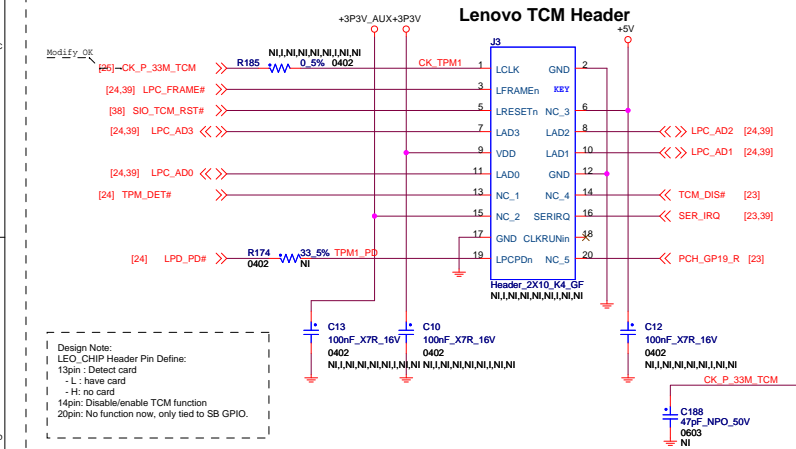 Lenovo TCM Header
+3P3V_AUX+3P3V
+5V
C
Modify OK
[25] CK_P_33M_TCM
R185
NI,I,NI,NI,NI,NI,I,NI,NI
0_5% 0402
CK_TPM1
J3
1 LCLK GND 2
[24,39] LPC_FRAME#
3 LFRAMEn KEY
[38] SIO_TCM_RST#
5 LRESETn NC_3 6
[24,39] LPC_AD3
7 LAD3 LAD2 8
LPC_AD2 [24,39]
9 VDD LAD1 10
LPC_AD1 [24,39]
[24,39] LPC_AD0
11 LAD0 GND 12
[24] TPM_DET#
13 NC_1 NC_4 14
TCM_DIS# [23]
15 NC_2 SERIRQ 16
SER_IRQ [23,39]
17 GND CLKRUNin 18
[24] LPD_PD#
R174 33_5% TPM1_PD
0402 NI
19 LPCPDn NC_5 20
PCH_GP19_R [23]
Header_2X10_K4_GF
NI,I,NI,NI,NI,NI,I,NI,NI
C13
100nF_X7R_16V
0402
NI,I,NI,NI,NI,NI,I,NI,NI
C10
100nF_X7R_16V
0402
NI,I,NI,NI,NI,NI,I,NI,NI
C12
100nF_X7R_16V
0402
NI,I,NI,NI,NI,NI,I,NI,NI
Design Note:
LEO_CHIP Header Pin Define:
13pin : Detect card
- L : have card
- H: no card
14pin: Disable/enable TCM function
20pin: No function now, only tied to SB GPIO.
CK_P_33M_TCM
C188
47pF_NPO_50V
0603
NI